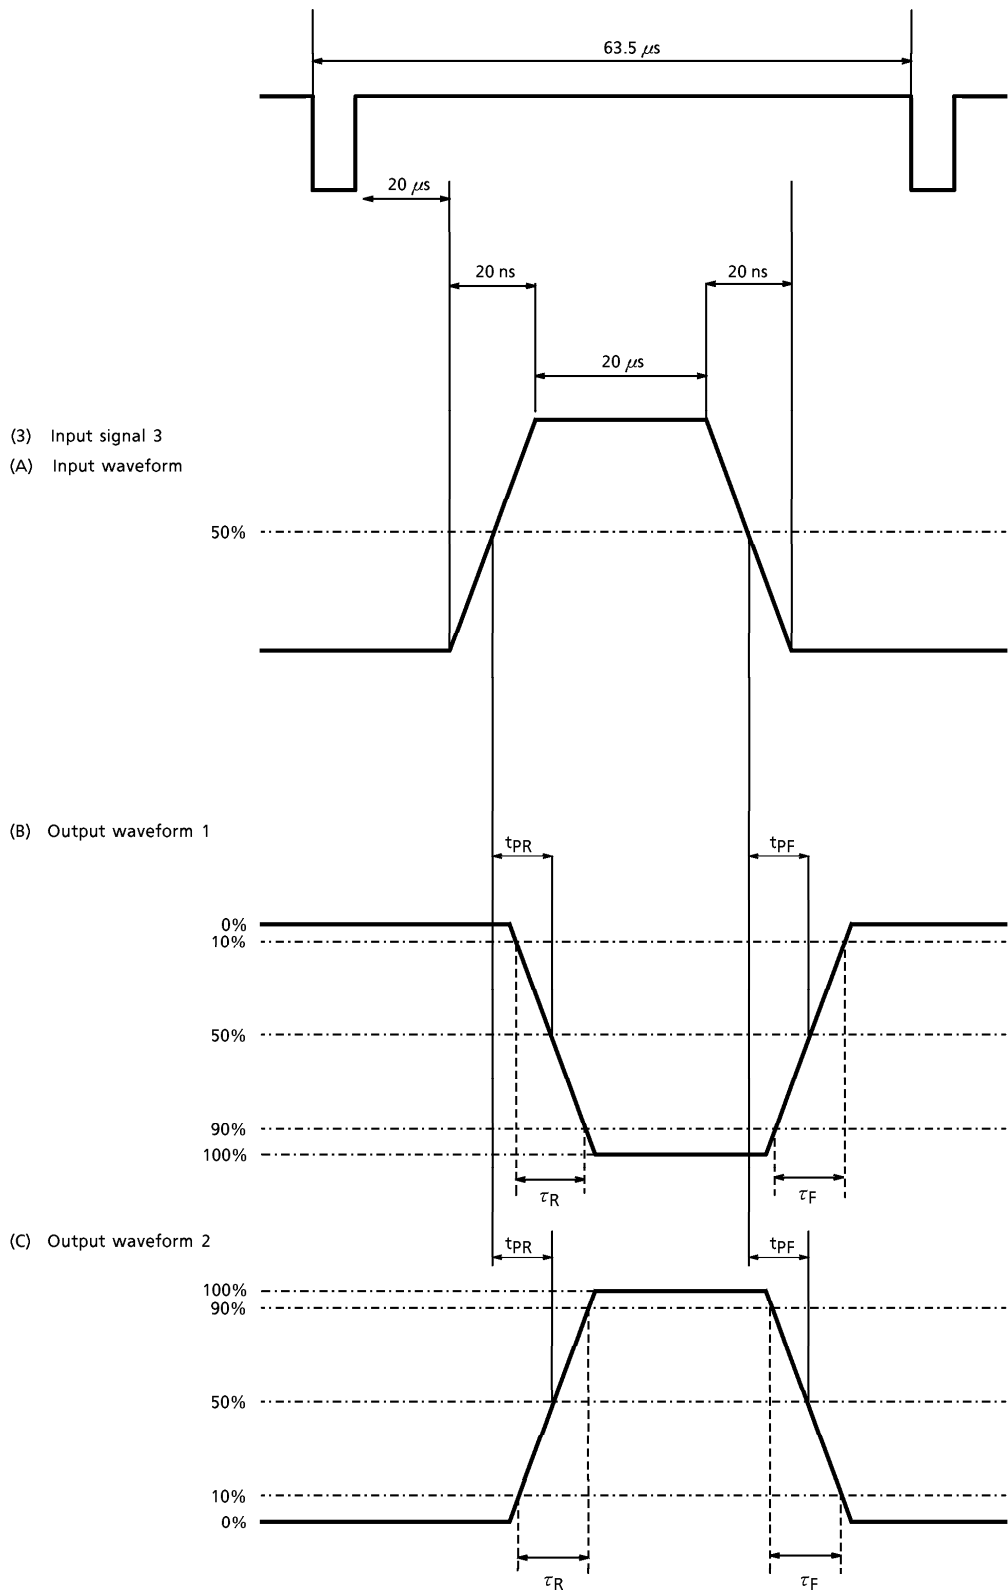 63.5 μs
20 μs
20 ns 20 ns
20 μs
(3) Input signal 3
(A) Input waveform
50%
(B) Output waveform 1
tPR tPF
0%
10%
50%
90%
100%
τR τF
(C) Output waveform 2
tPR tPF
100%
90%
50%
10%
0%
τR τF